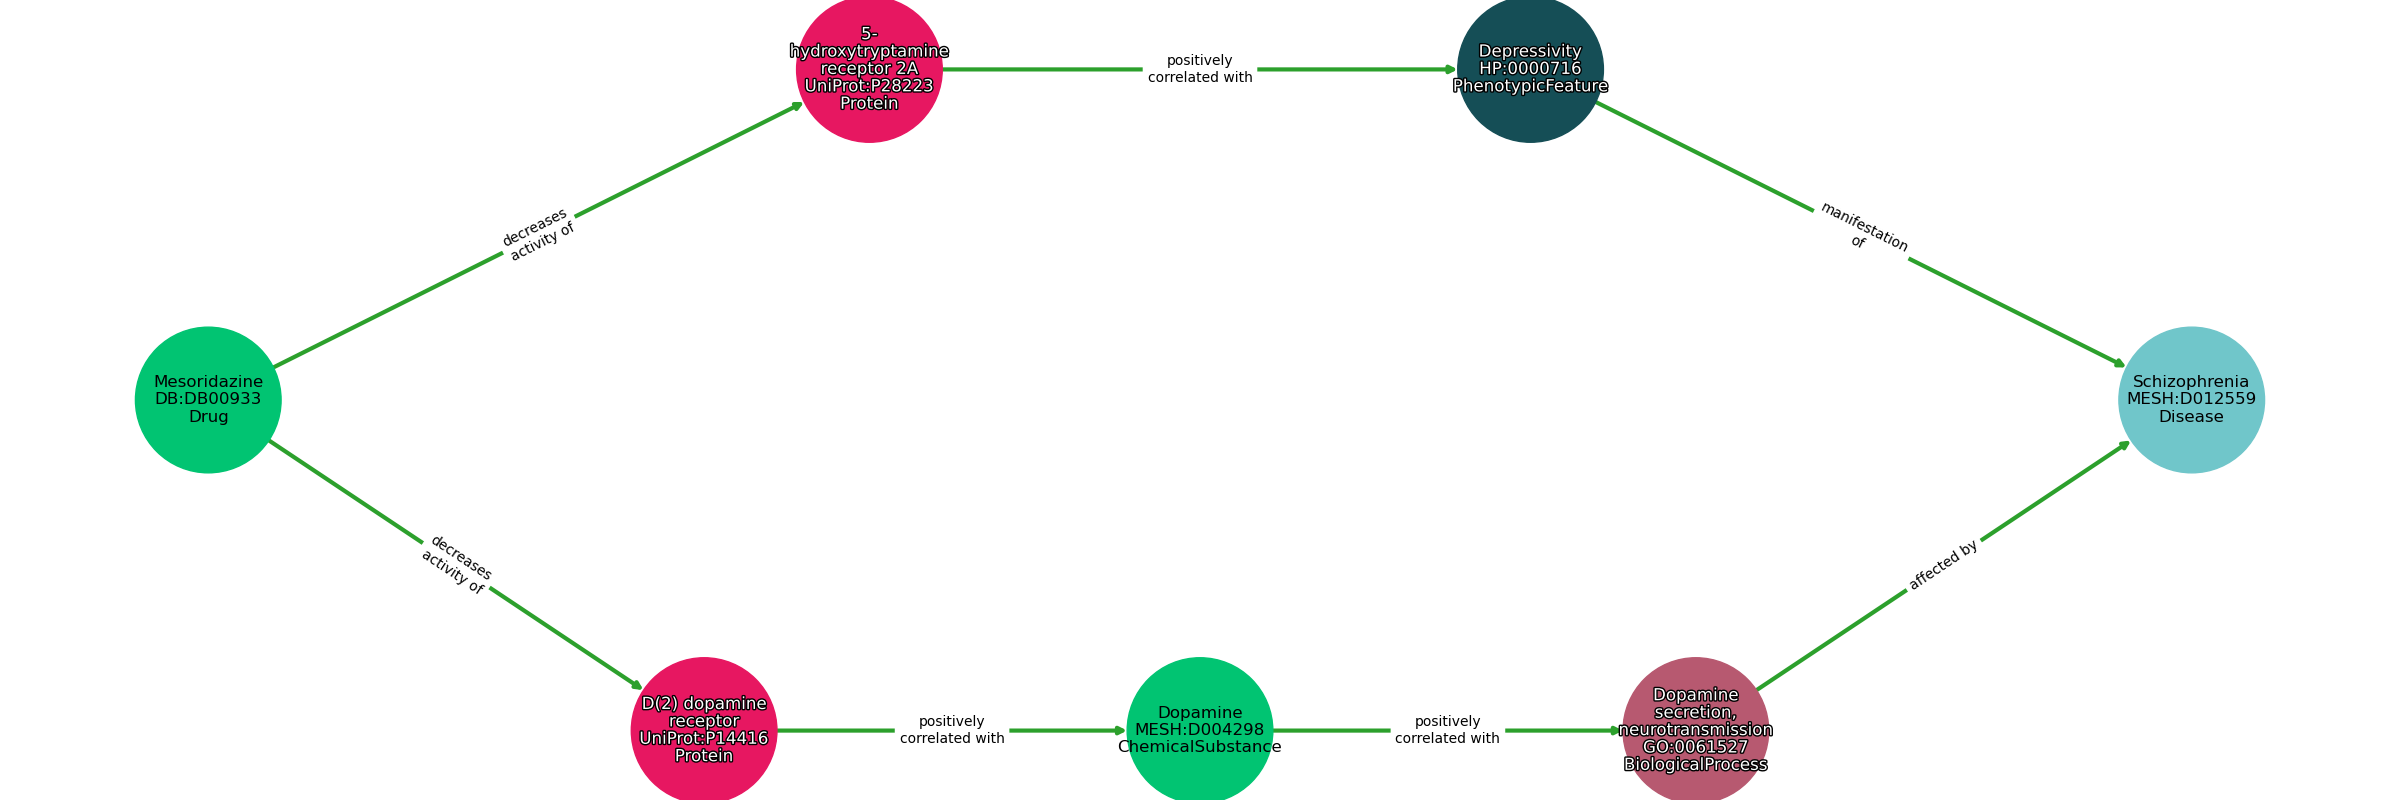 5-
hydroxytryptamine
receptor 2A
UniProt:P28223
Protein
positively
correlated with
Depressivity
HP:0000716
PhenotypicFeature
decreases
activity of
manifestation
of
Mesoridazine
DB:DB00933
Drug
Schizophrenia
MESH:D012559
Disease
decreases
activity of
affected by
D(2) dopamine
receptor
UniProt:P14416
Protein
positively
correlated with
Dopamine
MESH:D004298
ChemicalSubstance
positively
correlated with
Dopamine
secretion,
neurotransmission
GO:0061527
BiologicalProcess